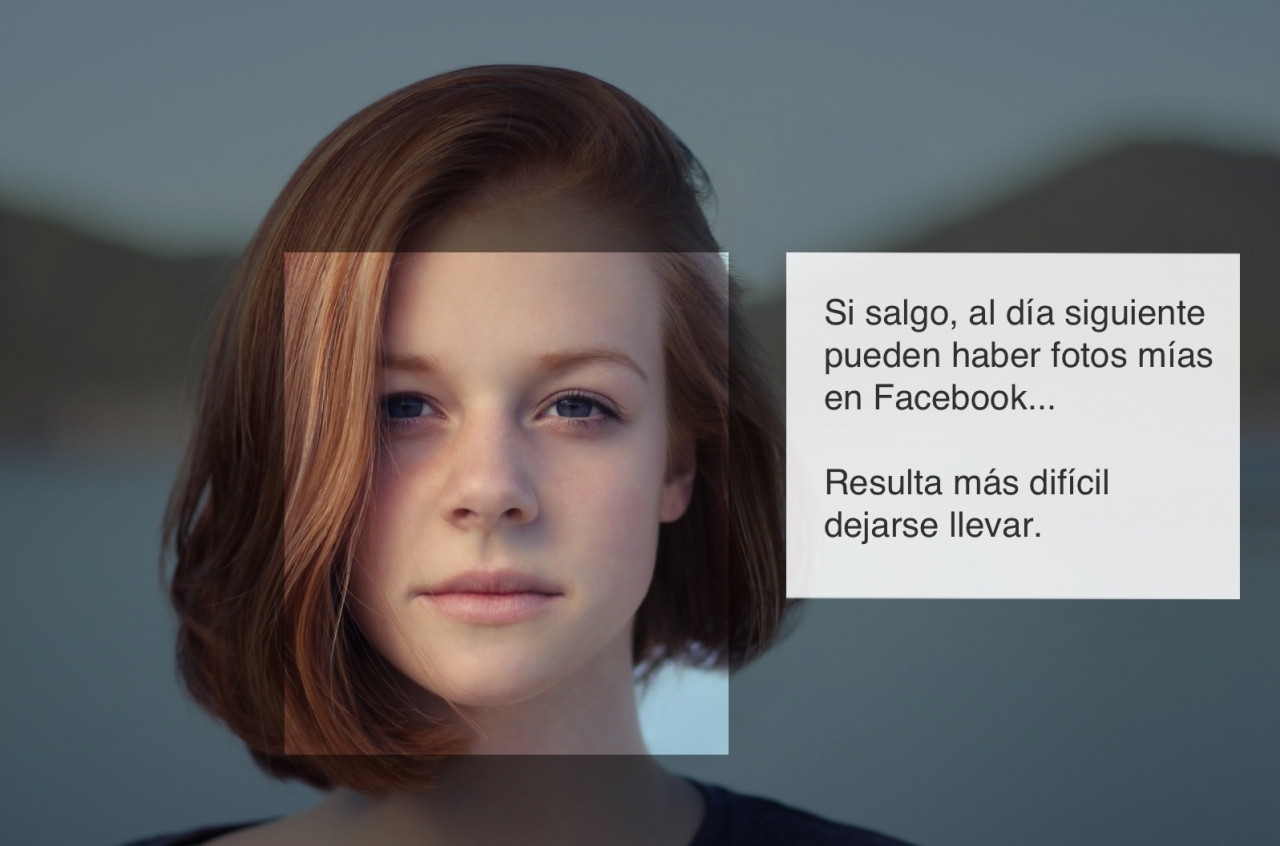 Si salgo, al día siguiente
pueden haber fotos mías
en Facebook...
Resulta más difícil
dejarse llevar.